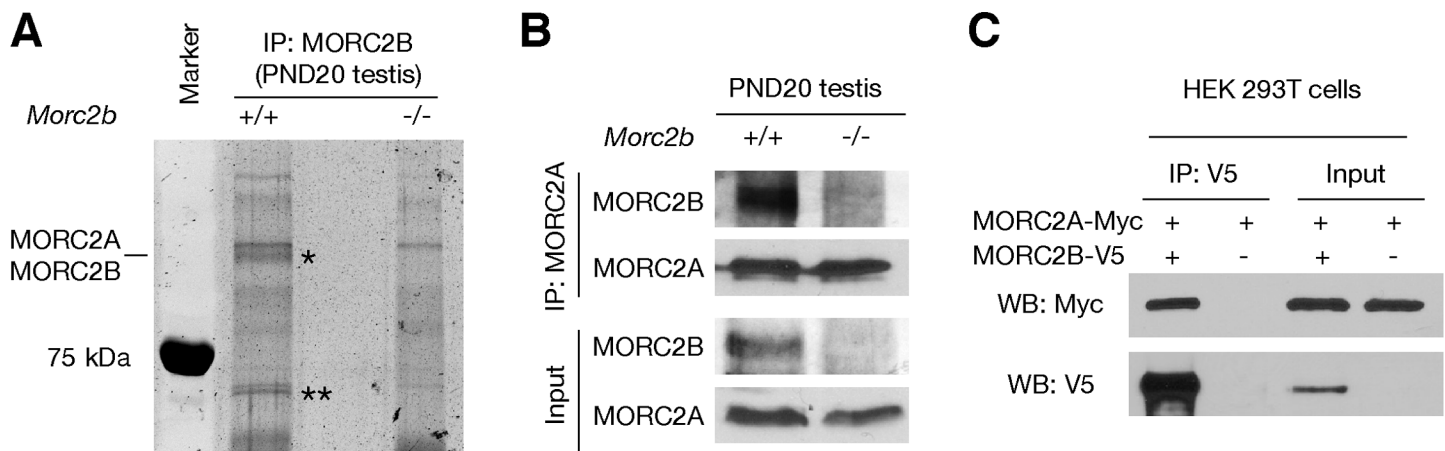 A
Marker
IP: MORC2B
(PND20 testis)
Morc2b
+/+
-/-
MORC2A
MORC2B
*
75 kDa
**
B
PND20 testis
Morc2b
+/+
-/-
IP: MORC2A
MORC2B
MORC2A
Input
MORC2B
MORC2A
C
HEK 293T cells
IP: V5
Input
MORC2A-Myc + + + +
MORC2B-V5 + - + -
WB: Myc
WB: V5